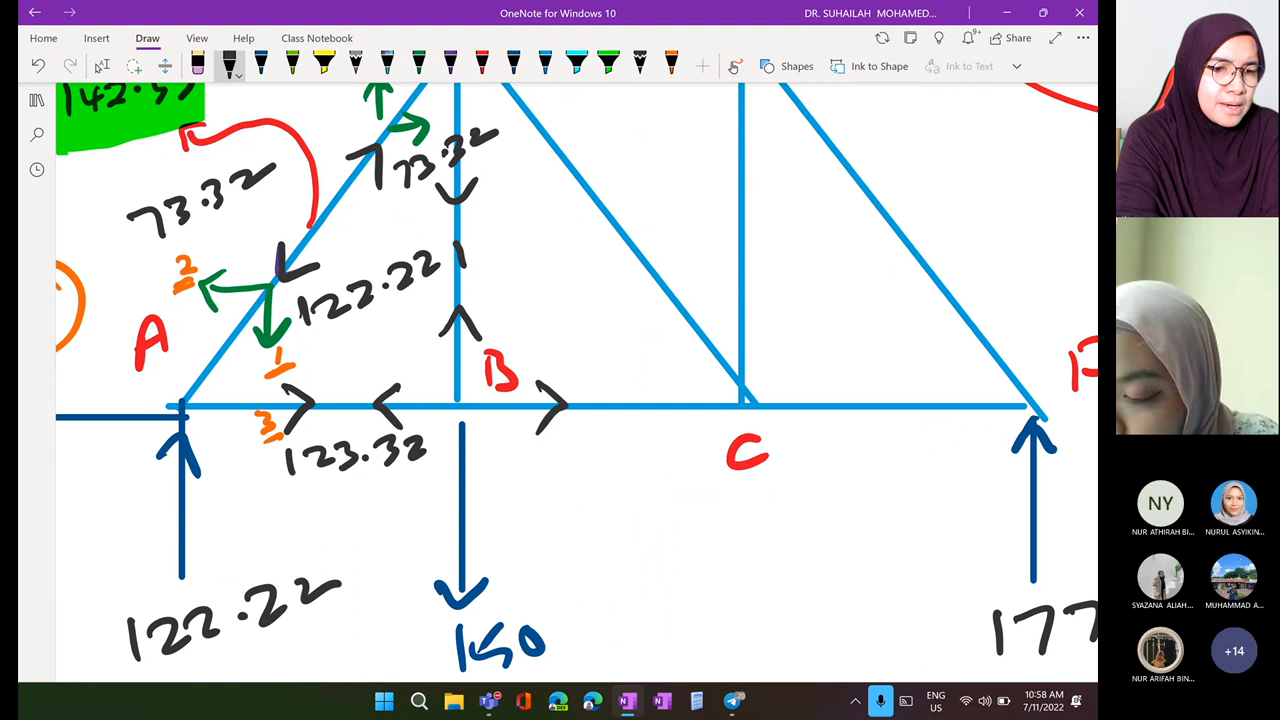 OneNote for Windows 10
DR. SUHAILAH MOHAMED...
Home
Insert
Draw
View
Help
Class Notebook
9+
Share
Shapes
Ink to Shape
Ink to Text
142.
73.32
73.32
2
122.22
A
1
B
3
123.32
C
122.22
150
177
NY
NUR ATHIRAH BI...
NURUL ASYIKIN...
SYAZANA ALIAH...
MUHAMMAD A...
NUR ARIFAH BIN...
+14
DEV
20
ENG
US
10:58 AM
7/11/2022